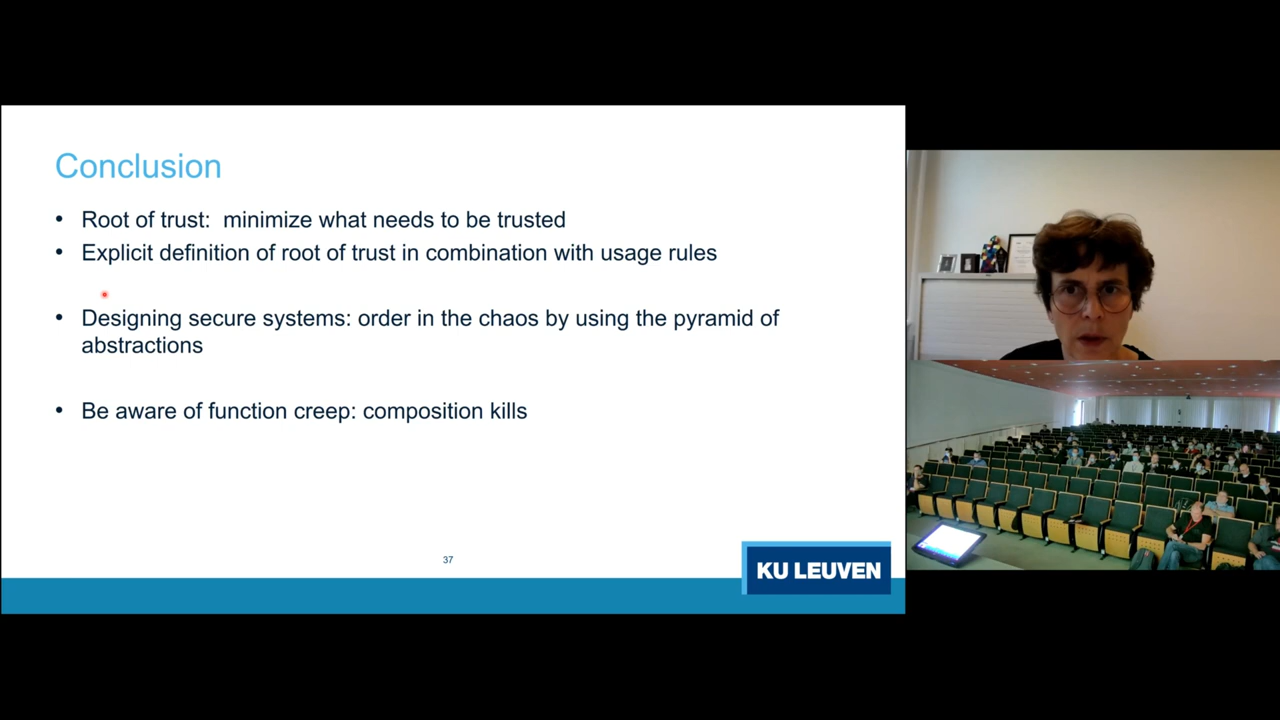 Conclusion
• Root of trust:  minimize what needs to be trusted
• Explicit definition of root of trust in combination with usage rules
• Designing secure systems: order in the chaos by using the pyramid of
abstractions
• Be aware of function creep: composition kills
37
KU LEUVEN